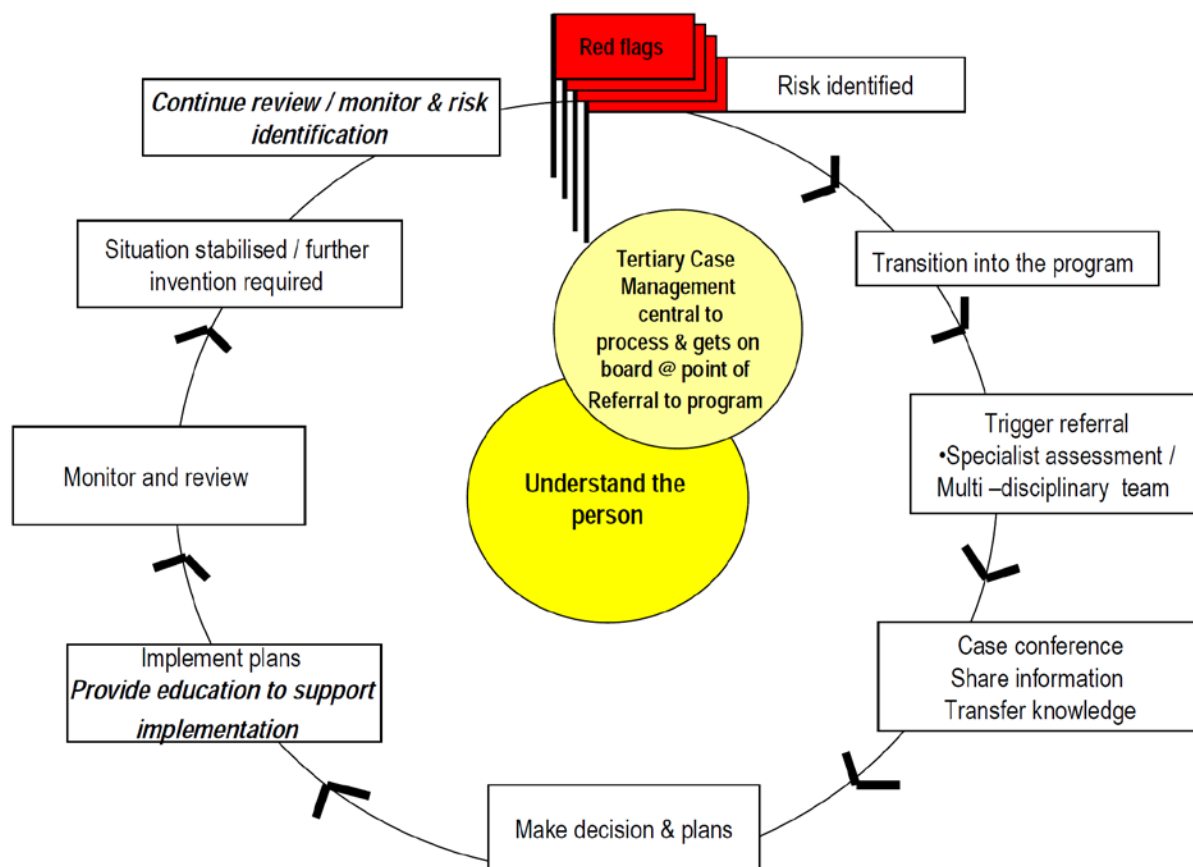 Red flags
Risk identified
Transition into the program
Trigger referral
•Specialist assessment /
Multi –disciplinary team
Case conference
Share information
Transfer knowledge
Make decision & plans
Implement plans
Provide education to support
implementation
Monitor and review
Situation stabilised / further
invention required
Continue review / monitor & risk
identification
Tertiary Case
Management
central to
process & gets on
board @ point of
Referral to program
Understand the
person